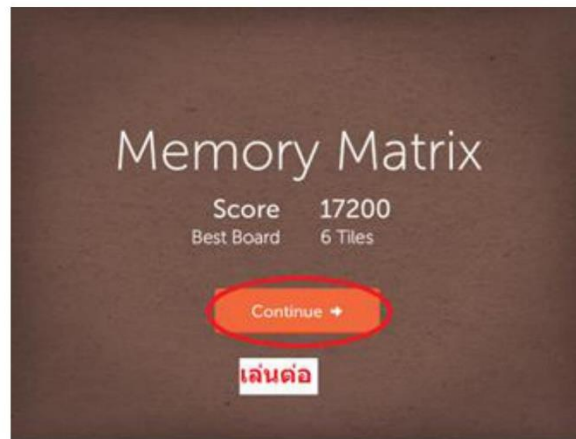 Memory Matrix
Score 17200
Best Board 6 Tiles
Continue →
เล่นต่อ